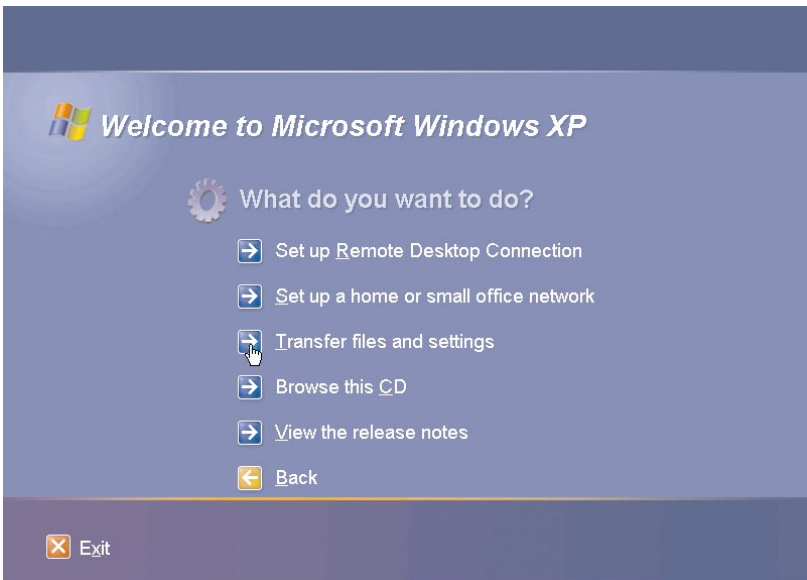 Welcome to Microsoft Windows XP
What do you want to do?
Set up Remote Desktop Connection
Set up a home or small office network
Transfer files and settings
Browse this CD
View the release notes
Back
Exit